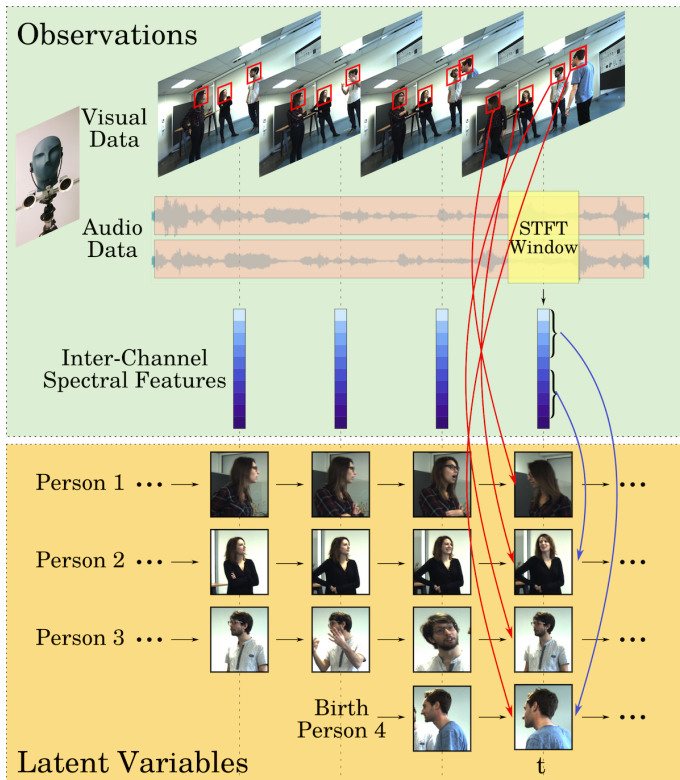 Observations
Visual
Data
Audio
Data
STFT
Window
Inter-Channel
Spectral Features
Person 1 •••
•••
Person 2 •••
•••
Person 3 •••
•••
Birth
Person 4
•••
Latent Variables
t